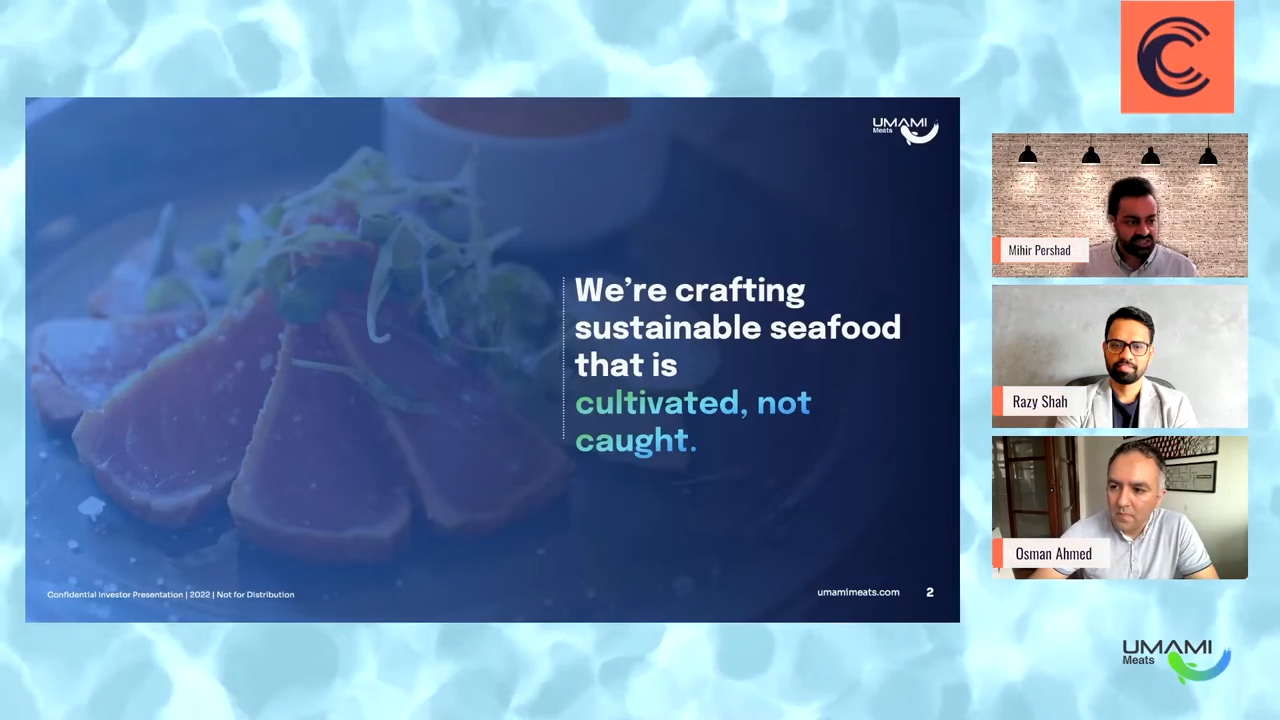 UMAMI
Meats
We're crafting
sustainable seafood
that is
cultivated, not
caught.
Confidential Investor Presentation | 2022 | Not for Distribution
umamimeats.com
2
Mihir Pershad
Razy Shah
Osman Ahmed
UMAMI
Meats